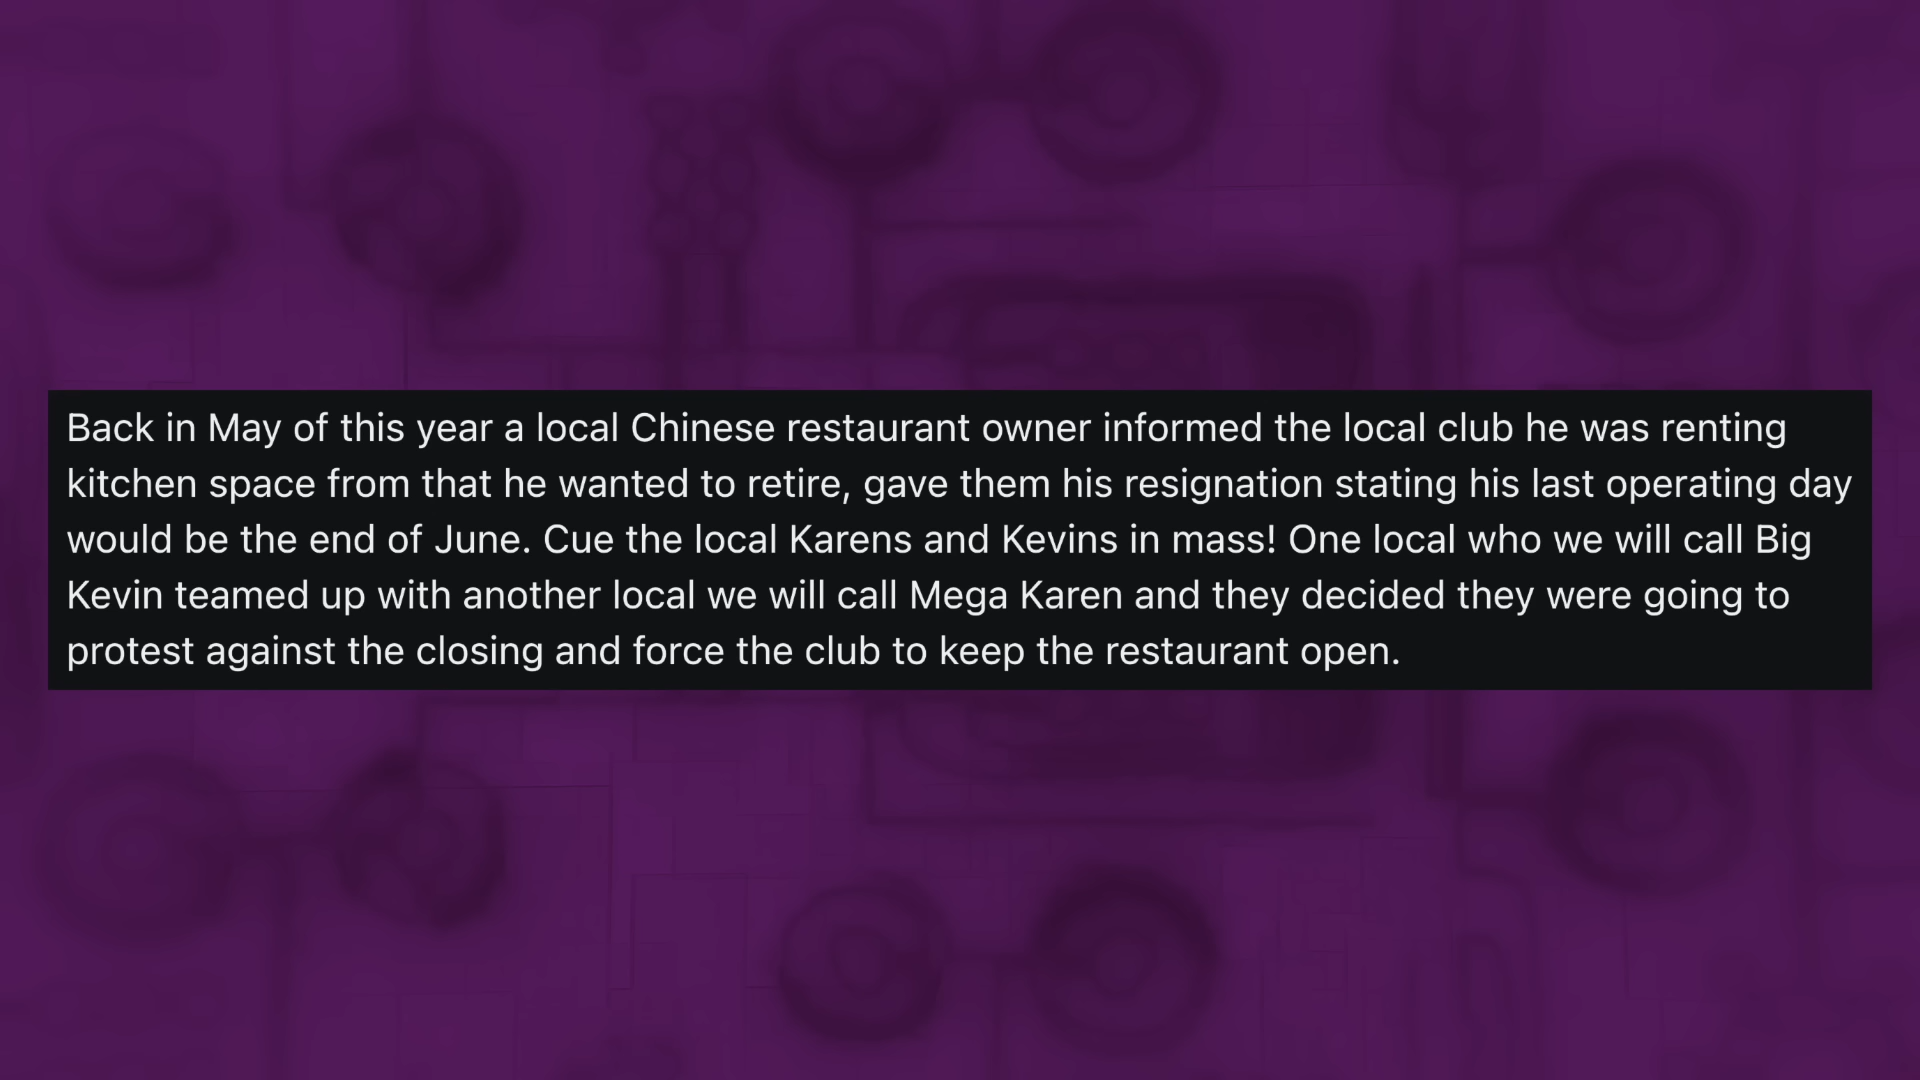 Back in May of this year a local Chinese restaurant owner informed the local club he was renting
kitchen space from that he wanted to retire, gave them his resignation stating his last operating day
would be the end of June. Cue the local Karens and Kevins in mass! One local who we will call Big
Kevin teamed up with another local we will call Mega Karen and they decided they were going to
protest against the closing and force the club to keep the restaurant open.